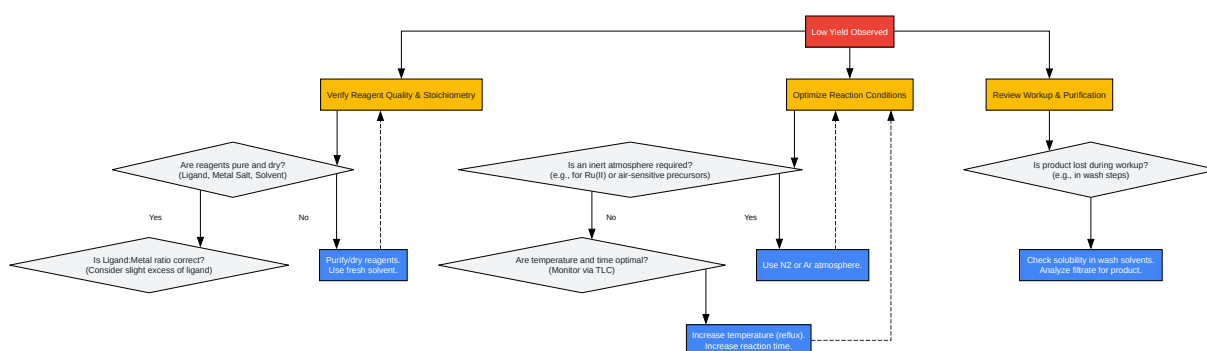 Low Yield Observed
Verify Reagent Quality & Stoichiometry
Optimize Reaction Conditions
Review Workup & Purification
Are reagents pure and dry?
(Ligand, Metal Salt, Solvent)
Is an inert atmosphere required?
(e.g., for Ru(II) or air-sensitive precursors)
Is product lost during workup?
(e.g., in wash steps)
Yes
No
No
Yes
Is Ligand:Metal ratio correct?
(Consider slight excess of ligand)
Purify/dry reagents.
Use fresh solvent.
Are temperature and time optimal?
(Monitor via TLC)
Use N2 or Ar atmosphere.
Check solubility in wash solvents.
Analyze filtrate for product.
Increase temperature (reflux).
Increase reaction time.